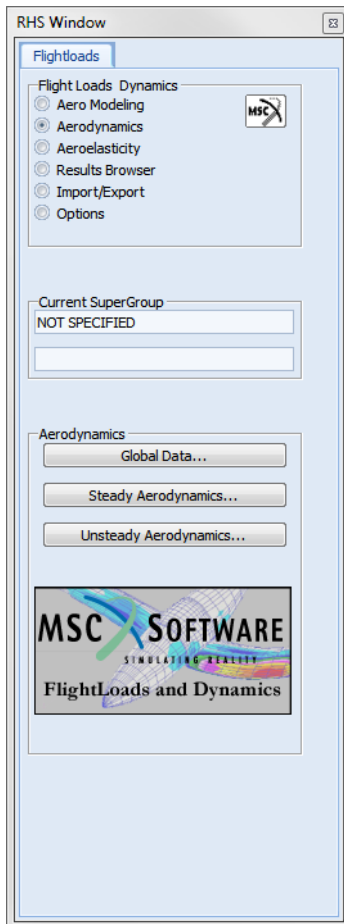 RHS Window
Flightloads
Flight Loads Dynamics
MSC
Aero Modeling
Aerodynamics
Aeroelasticity
Results Browser
Import/Export
Options
Current SuperGroup
NOT SPECIFIED
Aerodynamics
Global Data...
Steady Aerodynamics...
Unsteady Aerodynamics...
MSC SOFTWARE
SIMULATING REALITY
FlightLoads and Dynamics